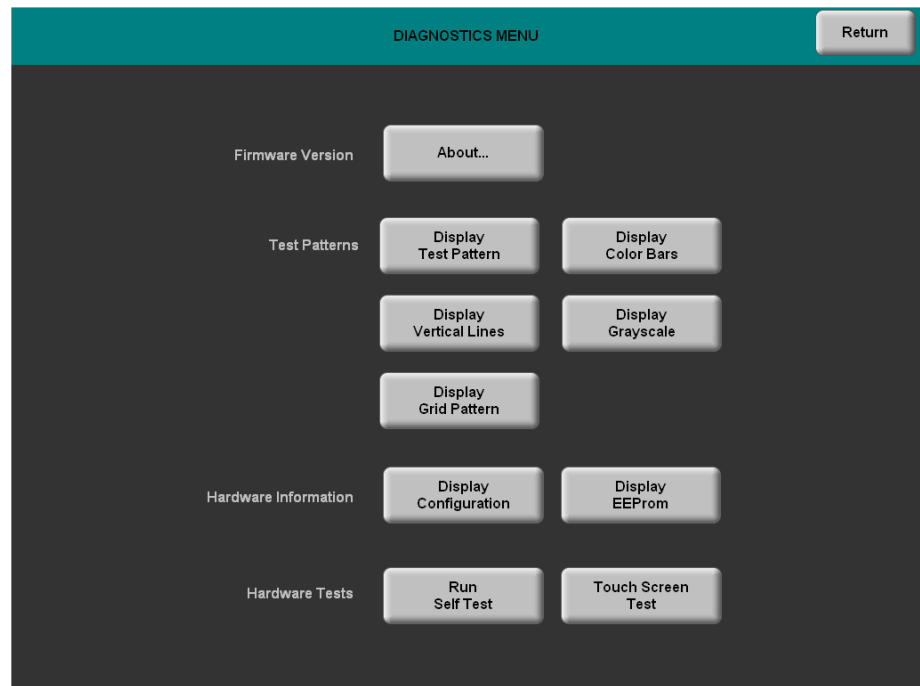 DIAGNOSTICS MENU
Return
Firmware Version
About...
Test Patterns
Display
Test Pattern
Display
Color Bars
Display
Vertical Lines
Display
Grayscale
Display
Grid Pattern
Hardware Information
Display
Configuration
Display
EEProm
Hardware Tests
Run
Self Test
Touch Screen
Test